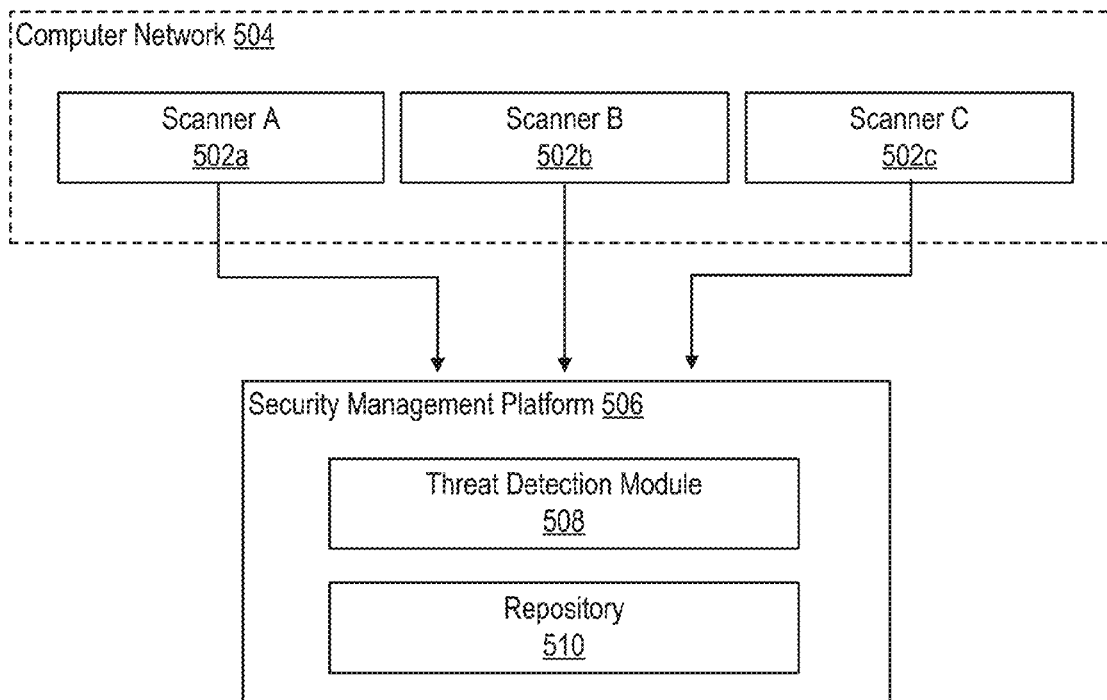 Computer Network 504
Scanner A
502a
Scanner B
502b
Scanner C
502c
Security Management Platform 506
Threat Detection Module
508
Repository
510